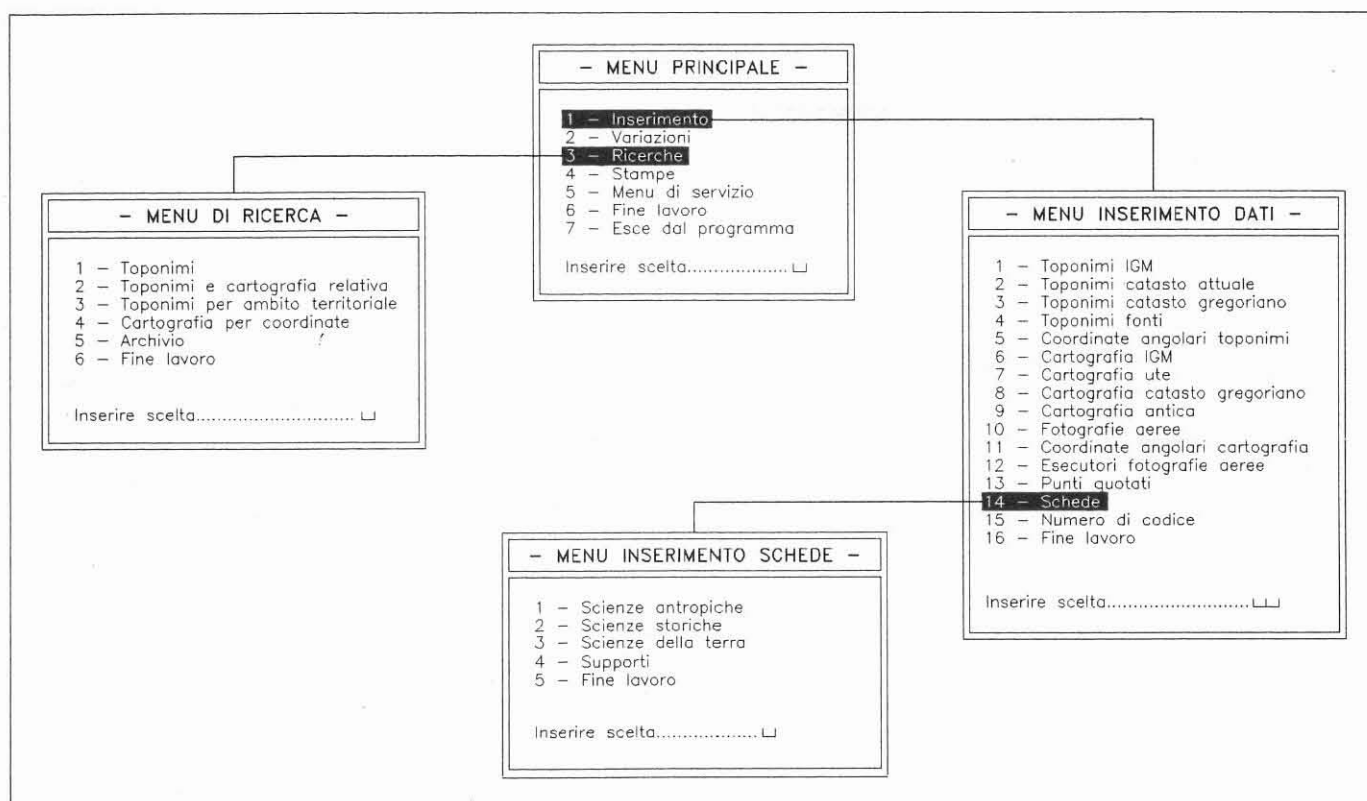 – MENU PRINCIPALE –
1 – Inserimento
2 – Variazioni
3 – Ricerche
4 – Stampe
5 – Menu di servizio
6 – Fine lavoro
7 – Esce dal programma
Inserire scelta...................
– MENU DI RICERCA –
1 – Toponimi
2 – Toponimi e cartografia relativa
3 – Toponimi per ambito territoriale
4 – Cartografia per coordinate
5 – Archivio
6 – Fine lavoro
Inserire scelta.............................
– MENU INSERIMENTO DATI –
1 – Toponimi IGM
2 – Toponimi catasto attuale
3 – Toponimi catasto gregoriano
4 – Toponimi fonti
5 – Coordinate angolari toponimi
6 – Cartografia IGM
7 – Cartografia ute
8 – Cartografia catasto gregoriano
9 – Cartografia antica
10 – Fotografie aeree
11 – Coordinate angolari cartografia
12 – Esecutori fotografie aeree
13 – Punti quotati
14 – Schede
15 – Numero di codice
16 – Fine lavoro
Inserire scelta..........................
– MENU INSERIMENTO SCHEDE –
1 – Scienze antropiche
2 – Scienze storiche
3 – Scienze della terra
4 – Supporti
5 – Fine lavoro
Inserire scelta...................